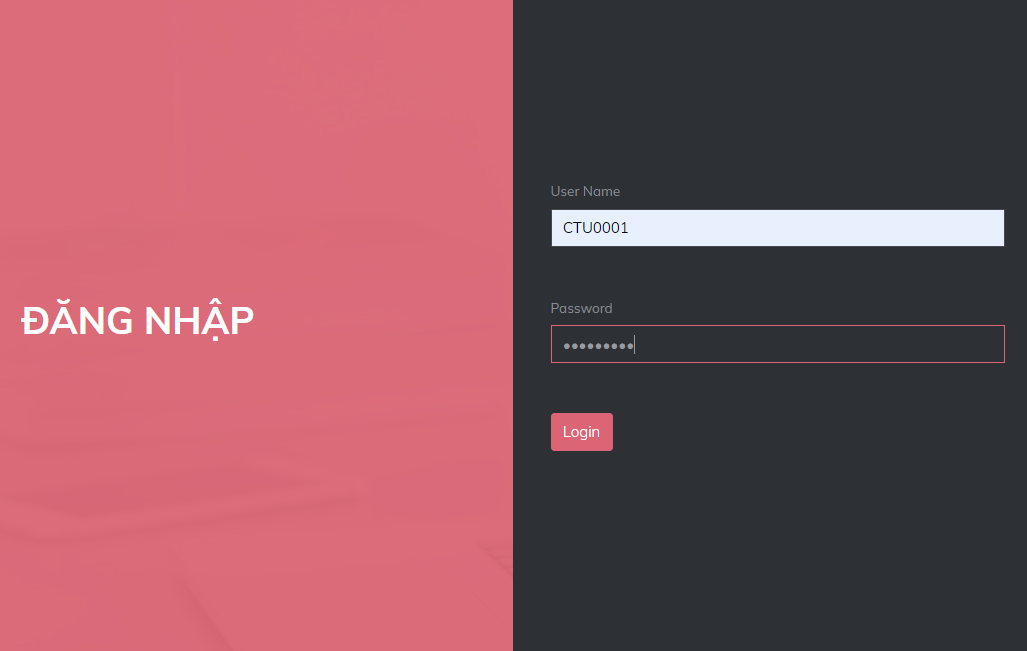 ĐĂNG NHẬP
User Name
CTU0001
Password
•••••••••
Login